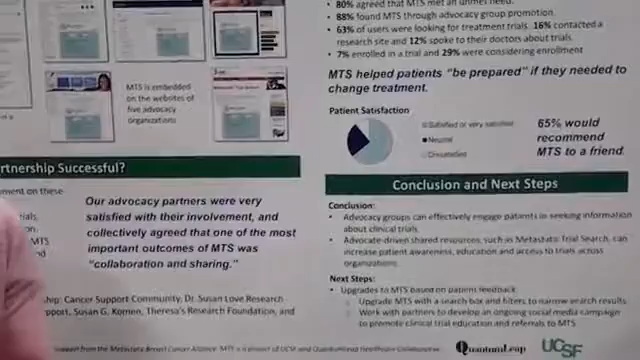 80% agreed that MTS met an unmet need.
88% found MTS through advocacy group promotion.
63% of users were looking for treatment trials. 16% contacted a
research site and 12% spoke to their doctors about trials.
7% enrolled in a trial and 29% were considering enrollment
MTS helped patients "be prepared" if they needed to
change treatment.
MTS is embedded
on the websites of
five advocacy
organizations
Patient Satisfaction
Satisfied or very satisfied
Neutral
Dissatisfied
65% would
recommend
MTS to a friend.
rtnership Successful?
ment on these
trials,
MTS
Our advocacy partners were very
satisfied with their involvement, and
collectively agreed that one of the most
important outcomes of MTS was
"collaboration and sharing."
ship: Cancer Support Community, Dr. Susan Love Research
pport, Susan G. Komen, Theresa's Research Foundation, and
Conclusion and Next Steps
Conclusion:
• Advocacy groups can effectively engage patients in seeking information
about clinical trials.
• Advocate-driven shared resources, such as Metastatic Trial Search, can
increase patient awareness, education and access to trials across
organizations.
Next Steps:
• Upgrades to MTS based on patient feedback
Upgrade MTS with a search box and filters to narrow search results.
Work with partners to develop an ongoing social media campaign
to promote clinical trial education and referrals to MTS.
support from the Metastatic Breast Cancer Alliance. MTS is a project of UCSF and QuantumLeap Healthcare Collaborative
QuantumLeap
UCSF